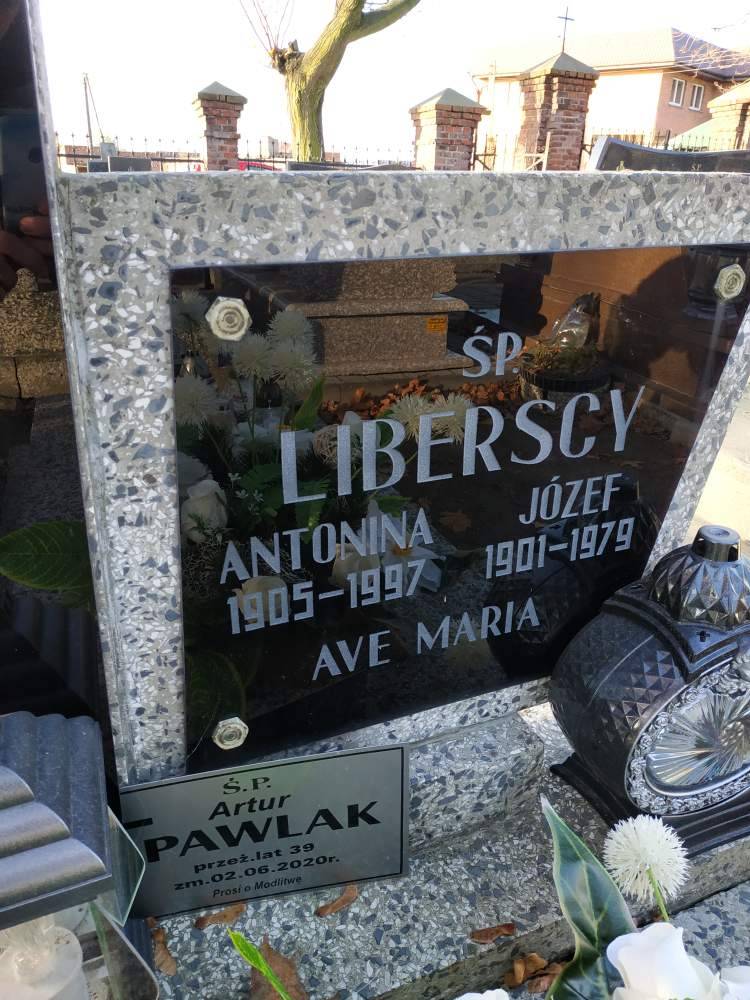 ŚP.
LIBERSCY
ANTONINA
1905–1997
JÓZEF
1901–1979
AVE MARIA
Ś.P.
Artur
PAWLAK
przeż.lat 39
zm.02.06.2020r.
Prosi o Modlitwę